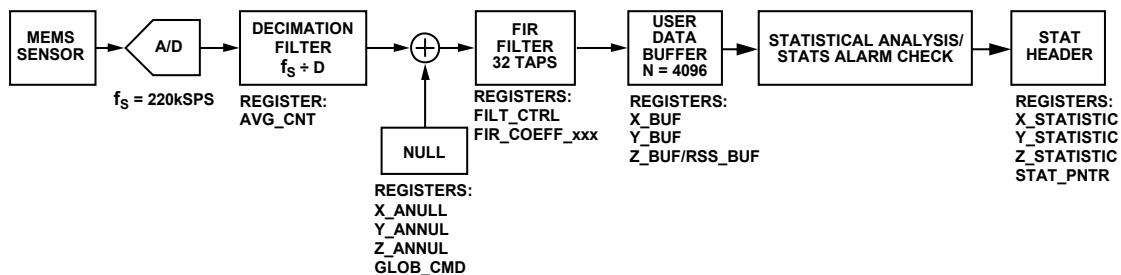 MEMS
SENSOR
A/D
fS = 220kSPS
DECIMATION
FILTER
fS ÷ D
REGISTER:
AVG_CNT
NULL
REGISTERS:
X_ANULL
Y_ANNUL
Z_ANNUL
GLOB_CMD
FIR
FILTER
32 TAPS
REGISTERS:
FILT_CTRL
FIR_COEFF_xxx
USER
DATA
BUFFER
N = 4096
REGISTERS:
X_BUF
Y_BUF
Z_BUF/RSS_BUF
STATISTICAL ANALYSIS/
STATS ALARM CHECK
STAT
HEADER
REGISTERS:
X_STATISTIC
Y_STATISTIC
Z_STATISTIC
STAT_PNTR